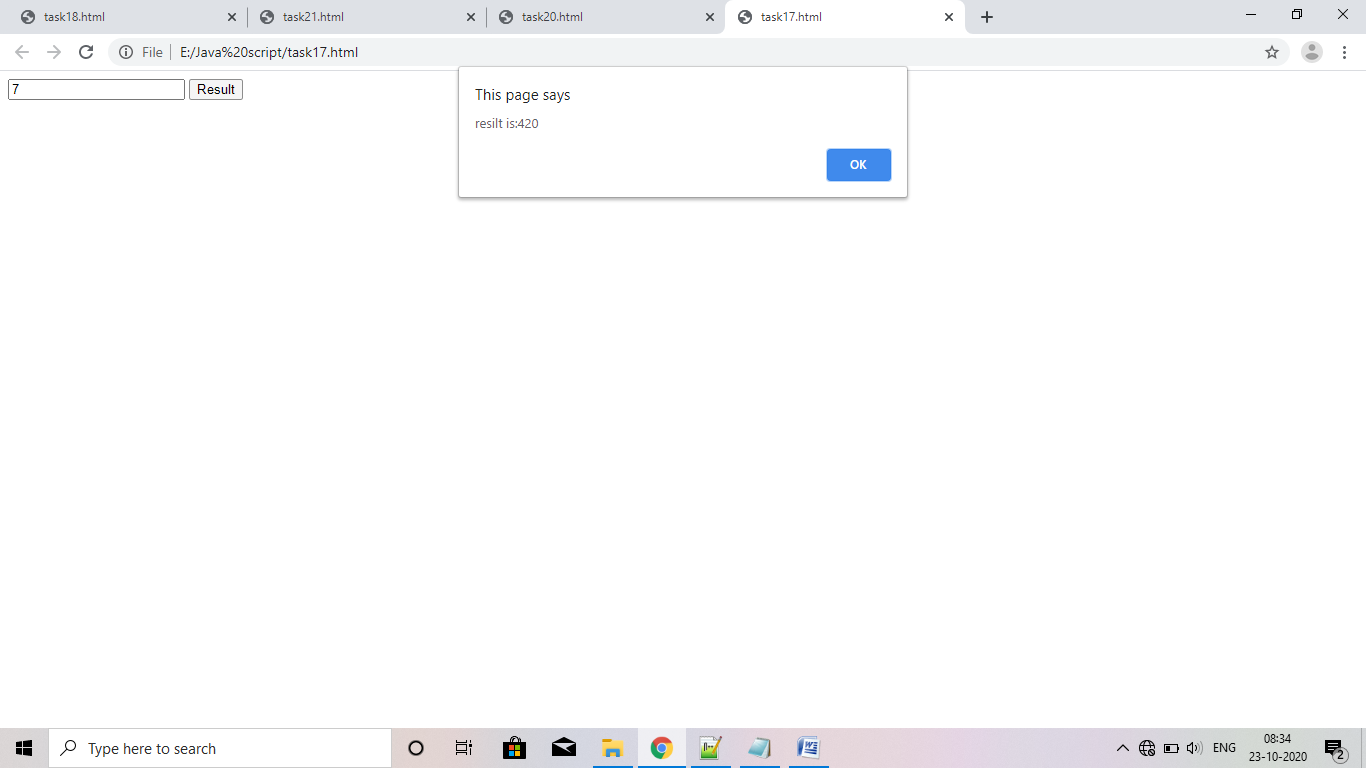 task18.html
task21.html
task20.html
task17.html
File E:/Java%20script/task17.html
7 Result
This page says
resilt is:420
OK
Type here to search
ENG
08:34
23-10-2020
2